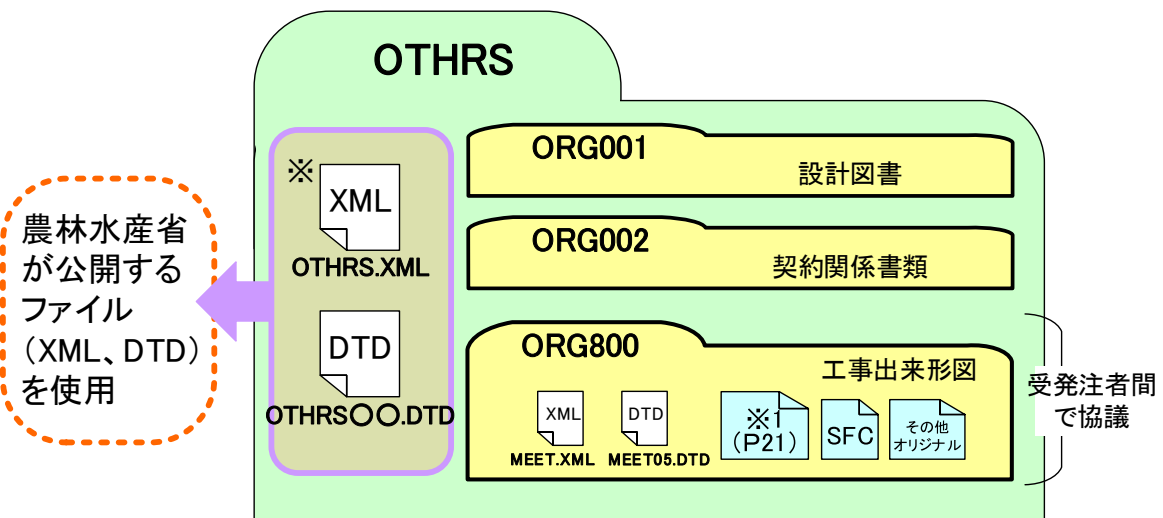 OTHRS
農林水産省
が公開する
ファイル
（XML、DTD）
を使用
※
XML
OTHRS.XML
DTD
OTHRS〇〇.DTD
ORG001
設計図書
ORG002
契約関係書類
ORG800
工事出来形図
XML
MEET.XML
DTD
MEET05.DTD
※1
(P21)
SFC
その他
オリジナル
受発注者間
で協議